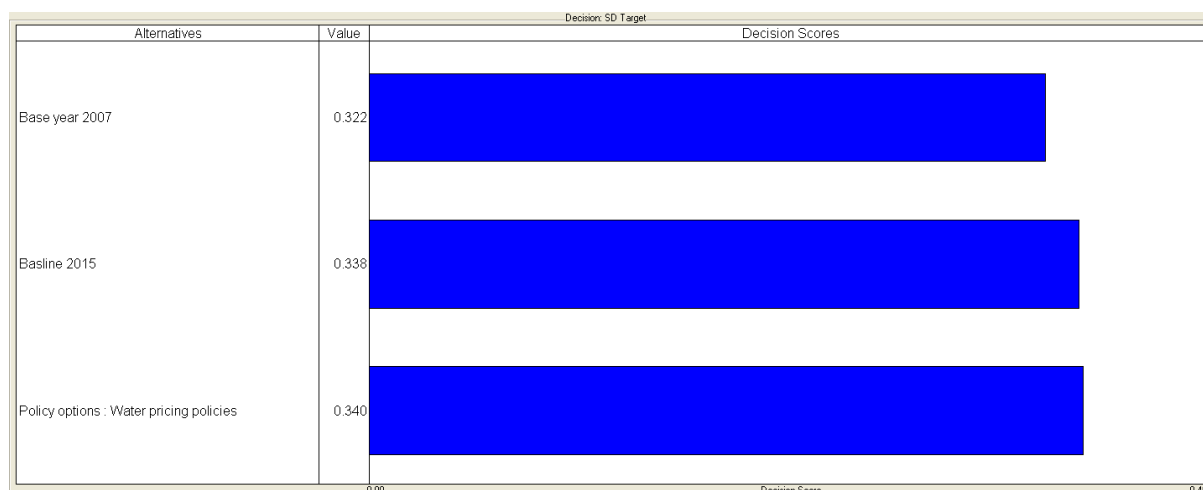 Decision: SD Target
Alternatives Value Decision Scores
Base year 2007 0.322
Basline 2015 0.338
Policy options : Water pricing policies 0.340
0.00 Decision Score